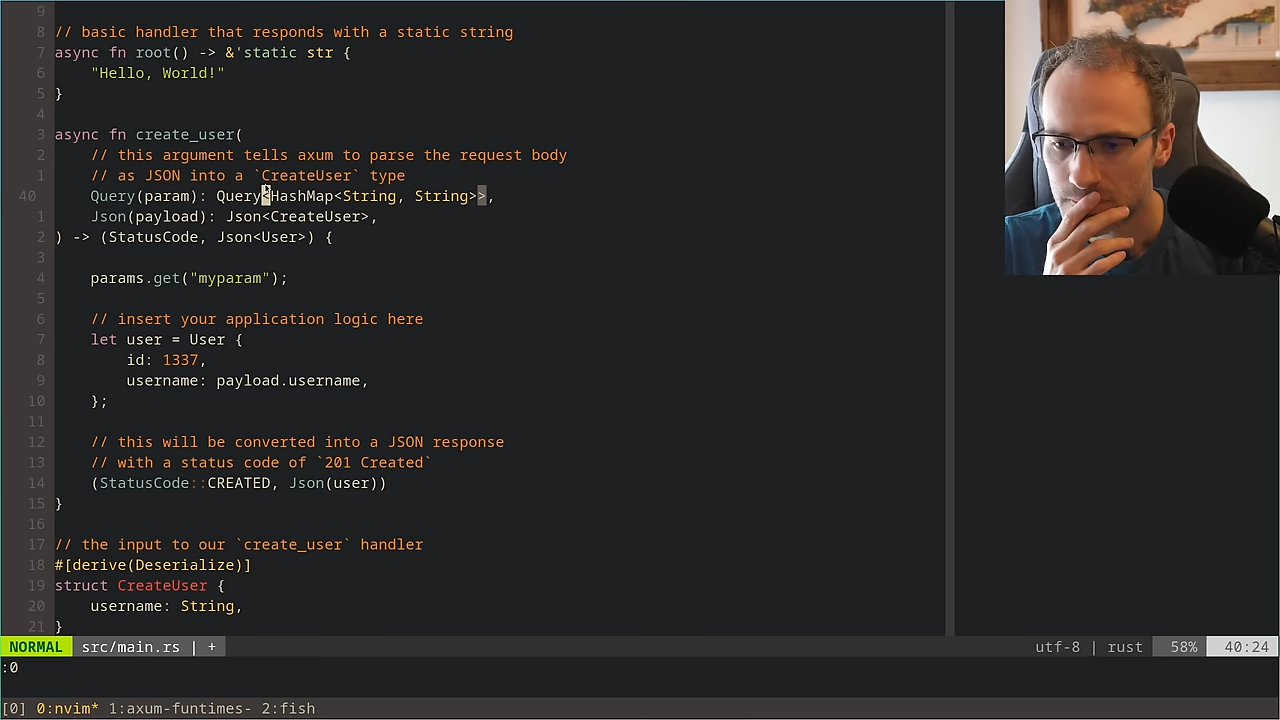 9
8 // basic handler that responds with a static string
7 async fn root() -> &'static str {
6     "Hello, World!"
5 }
4
3 async fn create_user(
2     // this argument tells axum to parse the request body
1     // as JSON into a `CreateUser` type
40     Query(param): Query<HashMap<String, String>>,
1     Json(payload): Json<CreateUser>,
2 ) -> (StatusCode, Json<User>) {
3
4     params.get("myparam");
5
6     // insert your application logic here
7     let user = User {
8         id: 1337,
9         username: payload.username,
10     };
11
12     // this will be converted into a JSON response
13     // with a status code of `201 Created`
14     (StatusCode::CREATED, Json(user))
15 }
16
17 // the input to our `create_user` handler
18 #[derive(Deserialize)]
19 struct CreateUser {
20     username: String,
21 }
NORMAL src/main.rs | + utf-8 | rust 58% 40:24
:0
[0] 0:nvim* 1:axum-funtimes- 2:fish